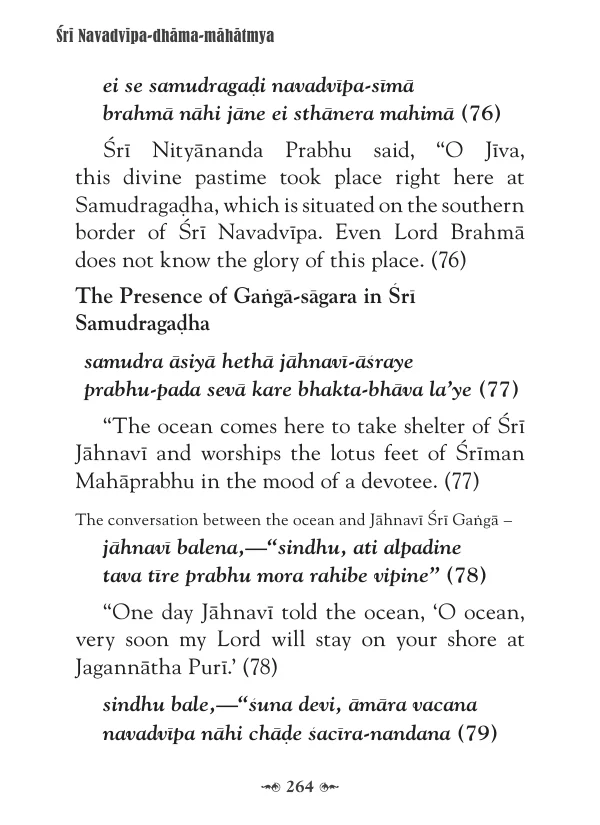 Śrī Navadvīpa-dhāma-māhātmya
ei se samudragaḍi navadvīpa-sīmā
brahmā nāhi jāne ei sthānera mahimā (76)
Śrī Nityānanda Prabhu said, “O Jīva,
this divine pastime took place right here at
Samudragaḍha, which is situated on the southern
border of Śrī Navadvīpa. Even Lord Brahmā
does not know the glory of this place. (76)
The Presence of Gaṅgā-sāgara in Śrī
Samudragaḍha
samudra āsiyā hethā jāhnavī-āśraye
prabhu-pada sevā kare bhakta-bhāva la’ye (77)
“The ocean comes here to take shelter of Śrī
Jāhnavī and worships the lotus feet of Śrīman
Mahāprabhu in the mood of a devotee. (77)
The conversation between the ocean and Jāhnavī Śrī Gaṅgā –
jāhnavī balena,—“sindhu, ati alpadine
tava tīre prabhu mora rahibe vipine” (78)
“One day Jāhnavī told the ocean, ‘O ocean,
very soon my Lord will stay on your shore at
Jagannātha Purī.’ (78)
sindhu bale,—“śuna devi, āmāra vacana
navadvīpa nāhi chāḍe śacīra-nandana (79)
264